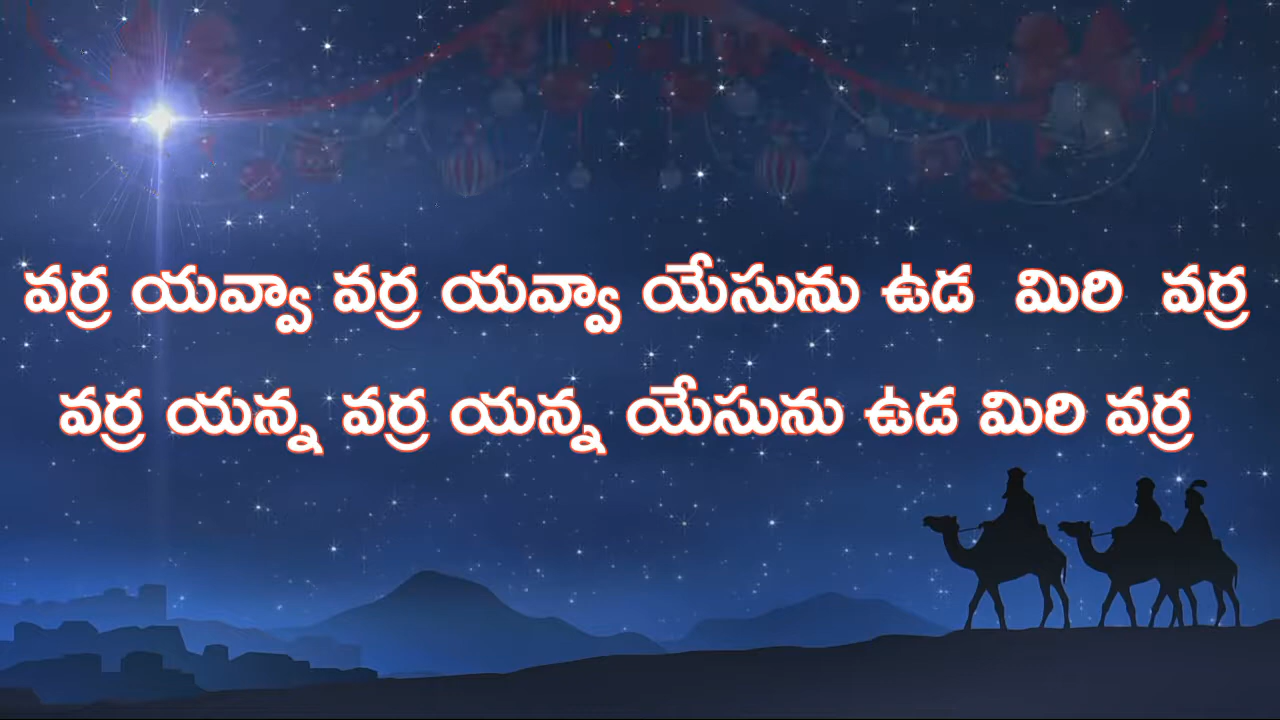 వర్ర యవ్వా వర్ర యవ్వా యేసును ఉడ మిరి వర్ర
వర్ర యన్న వర్ర యన్న యేసును ఉడ మిరి వర్ర